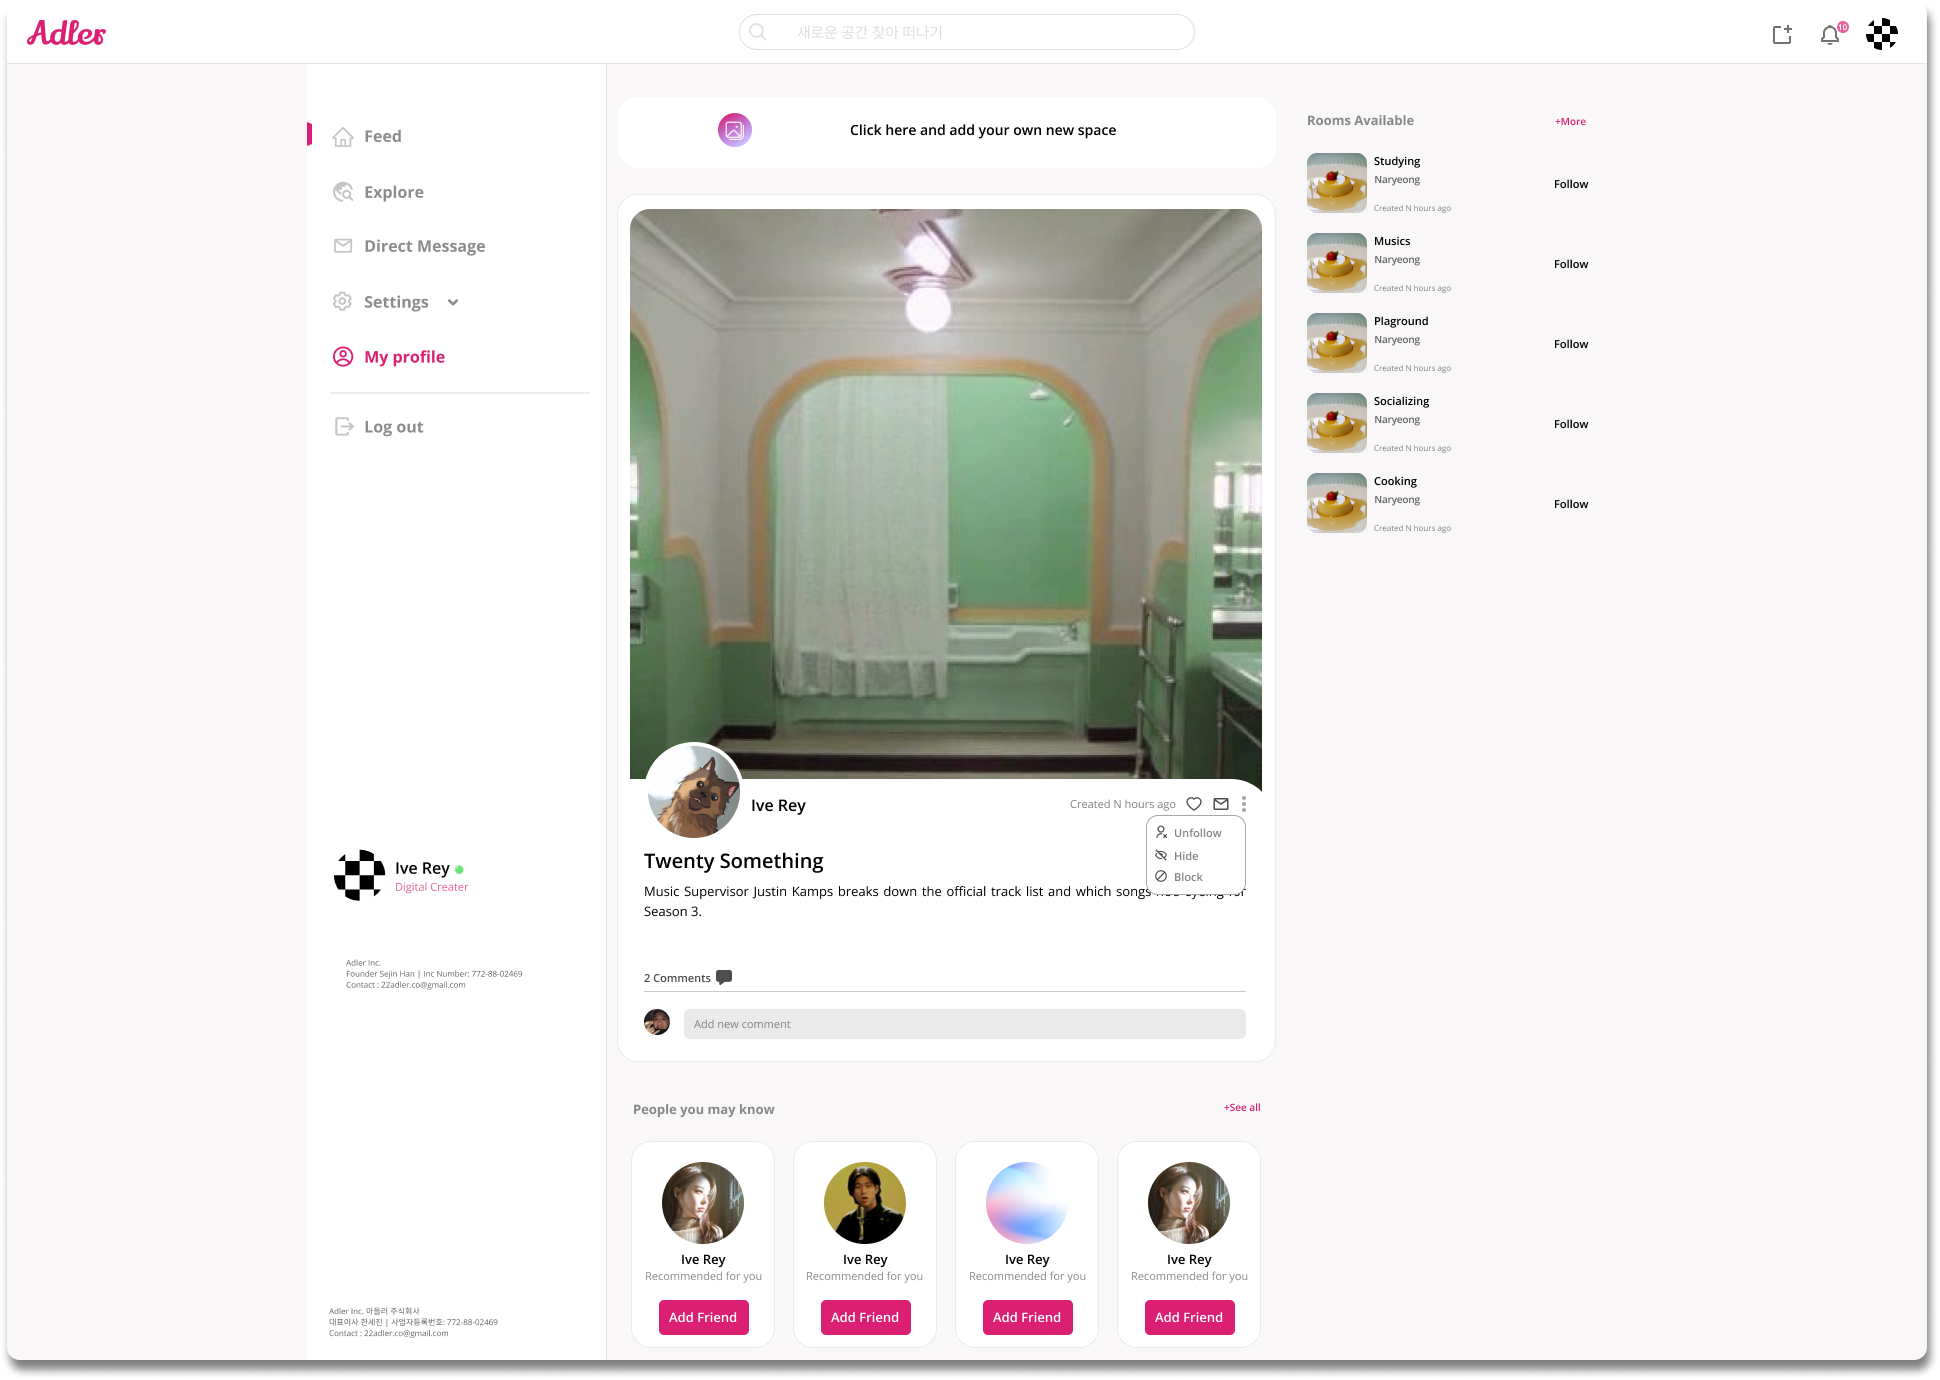 Adler
새로운 공간 찾아 떠나기
10
Feed
Explore
Direct Message
Settings
My profile
Log out
Ive Rey
Digital Creater
Adler Inc.
Founder Sejin Han | Inc Number: 772-88-02469
Contact : 22adler.co@gmail.com
Adler Inc. 아들러 주식회사
대표이사 한세진 | 사업자등록번호: 772-88-02469
Contact : 22adler.co@gmail.com
Click here and add your own new space
Ive Rey
Created N hours ago
Unfollow
Hide
Block
Twenty Something
Music Supervisor Justin Kamps breaks down the official track list and which songs
Season 3.
2 Comments
Add new comment
People you may know
+See all
Ive Rey
Recommended for you
Add Friend
Ive Rey
Recommended for you
Add Friend
Ive Rey
Recommended for you
Add Friend
Ive Rey
Recommended for you
Add Friend
Rooms Available
+More
Studying
Naryeong
Created N hours ago
Follow
Musics
Naryeong
Created N hours ago
Follow
Plaground
Naryeong
Created N hours ago
Follow
Socializing
Naryeong
Created N hours ago
Follow
Cooking
Naryeong
Created N hours ago
Follow